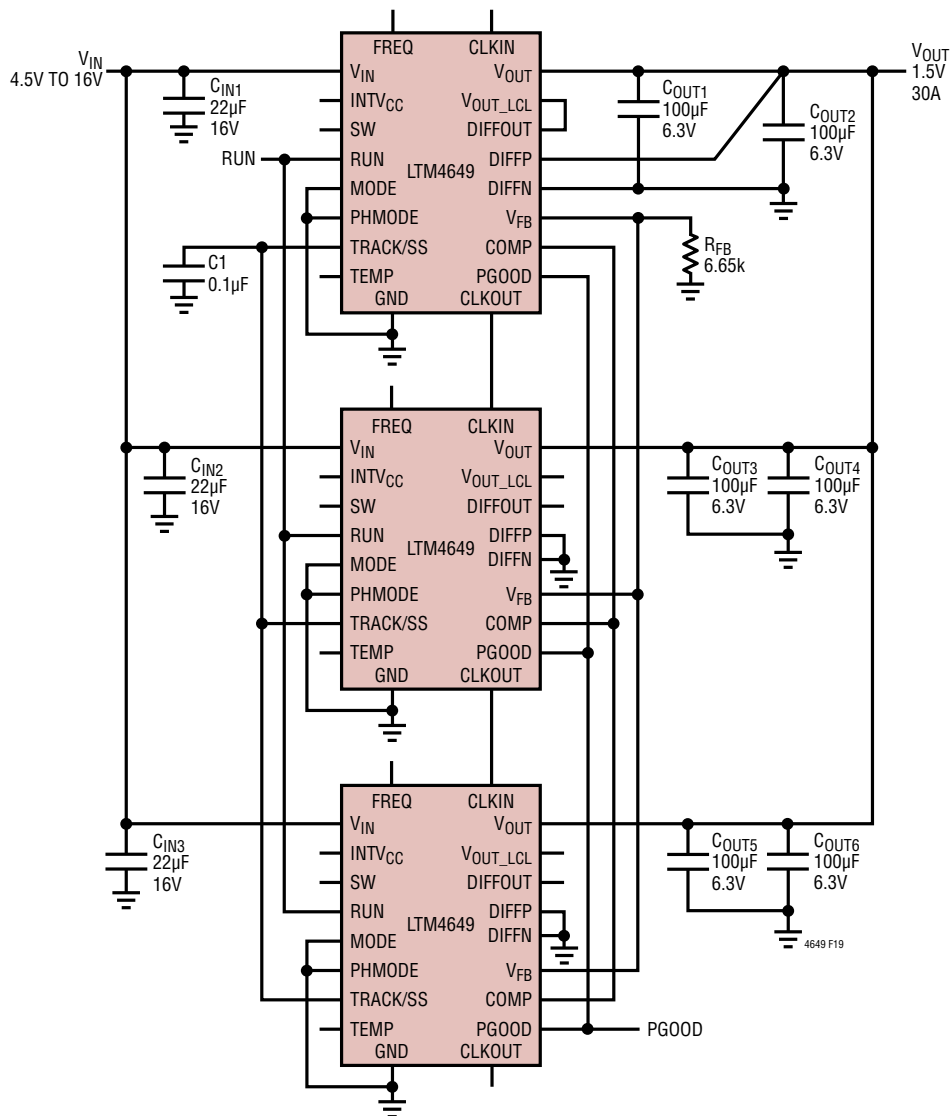 V_IN
4.5V TO 16V
C_IN1
22µF
16V
RUN
C1
0.1µF
FREQ CLKIN
V_IN V_OUT
INTV_CC V_OUT_LCL
SW DIFFOUT
RUN DIFFP
LTM4649
MODE DIFFN
PHMODE V_FB
TRACK/SS COMP
TEMP PGOOD
GND CLKOUT
C_OUT1
100µF
6.3V
C_OUT2
100µF
6.3V
V_OUT
1.5V
30A
R_FB
6.65k
C_IN2
22µF
16V
FREQ CLKIN
V_IN V_OUT
INTV_CC V_OUT_LCL
SW DIFFOUT
RUN DIFFP
LTM4649
MODE DIFFN
PHMODE V_FB
TRACK/SS COMP
TEMP PGOOD
GND CLKOUT
C_OUT3
100µF
6.3V
C_OUT4
100µF
6.3V
C_IN3
22µF
16V
FREQ CLKIN
V_IN V_OUT
INTV_CC V_OUT_LCL
SW DIFFOUT
RUN DIFFP
LTM4649
MODE DIFFN
PHMODE V_FB
TRACK/SS COMP
TEMP PGOOD
GND CLKOUT
C_OUT5
100µF
6.3V
C_OUT6
100µF
6.3V
4649 F19
PGOOD